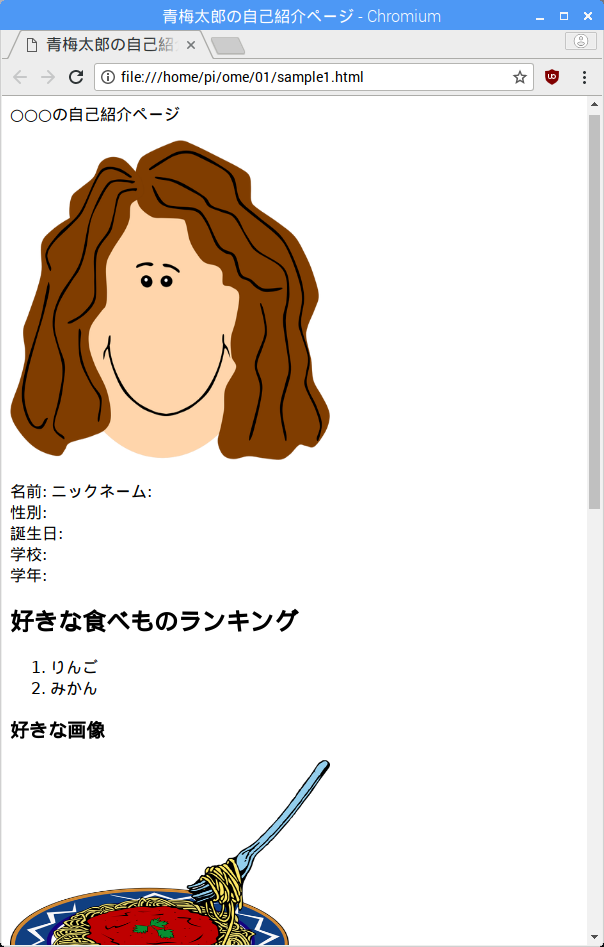 青梅太郎の自己紹介ページ - Chromium
青梅太郎の自己紹
file:///home/pi/ome/01/sample1.html
○○○の自己紹介ページ
名前: ニックネーム:
性別:
誕生日:
学校:
学年:
好きな食べものランキング
1. りんご
2. みかん
好きな画像